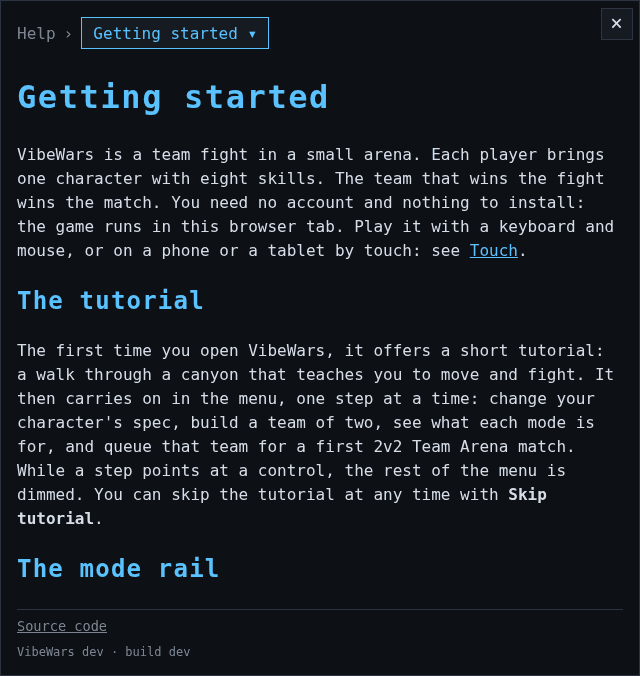 Help › Getting started ▾
×
Getting started
VibeWars is a team fight in a small arena. Each player brings
one character with eight skills. The team that wins the fight
wins the match. You need no account and nothing to install:
the game runs in this browser tab. Play it with a keyboard and
mouse, or on a phone or a tablet by touch: see Touch.
The tutorial
The first time you open VibeWars, it offers a short tutorial:
a walk through a canyon that teaches you to move and fight. It
then carries on in the menu, one step at a time: change your
character's spec, build a team of two, see what each mode is
for, and queue that team for a first 2v2 Team Arena match.
While a step points at a control, the rest of the menu is
dimmed. You can skip the tutorial at any time with Skip
tutorial.
The mode rail
Source code
VibeWars dev · build dev